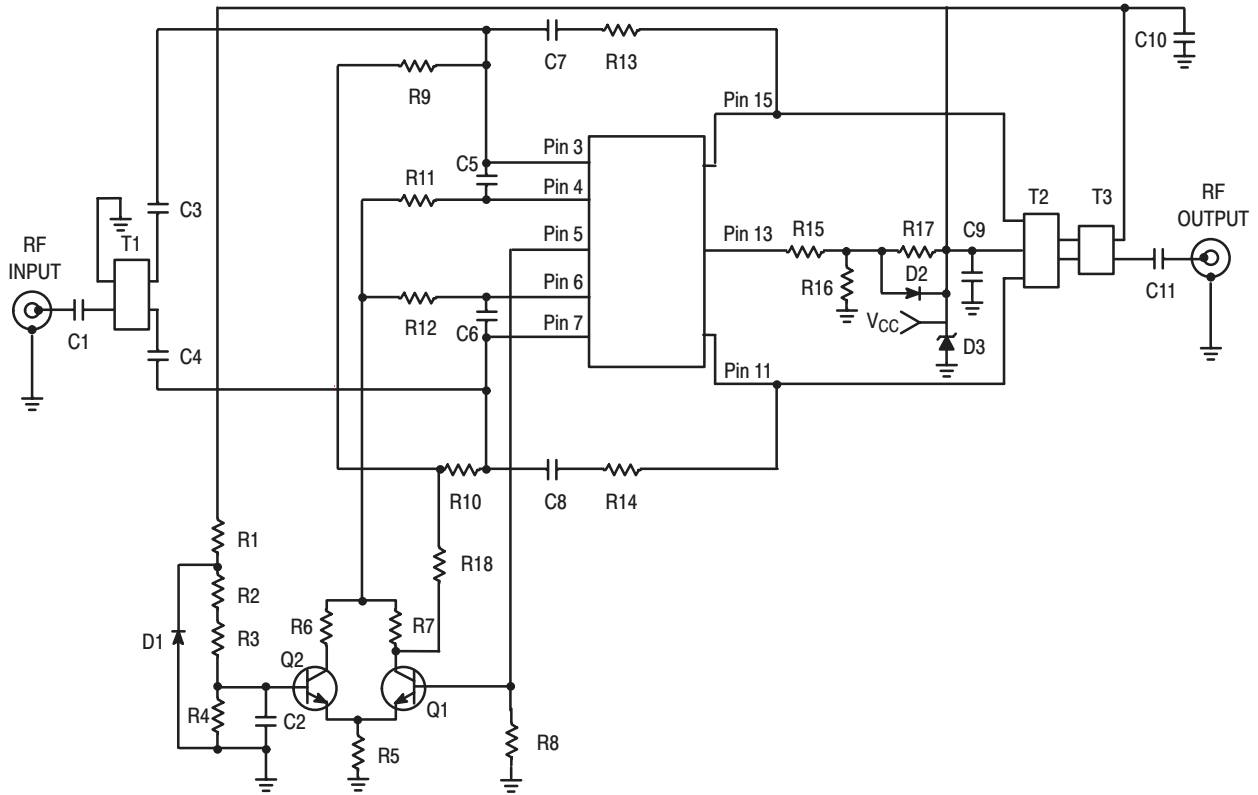 C10
C7
R13
R9
Pin 15
Pin 3
C5
R11
Pin 4
C3
T2
T3
RF
OUTPUT
T1
RF
INPUT
Pin 5
Pin 13
R15
R17
C9
D2
R16
C11
Pin 6
R12
C6
Pin 7
VCC
D3
C1
C4
Pin 11
R10
C8
R14
R1
R18
R2
D1
R3
R6
R7
Q2
Q1
R4
C2
R5
R8